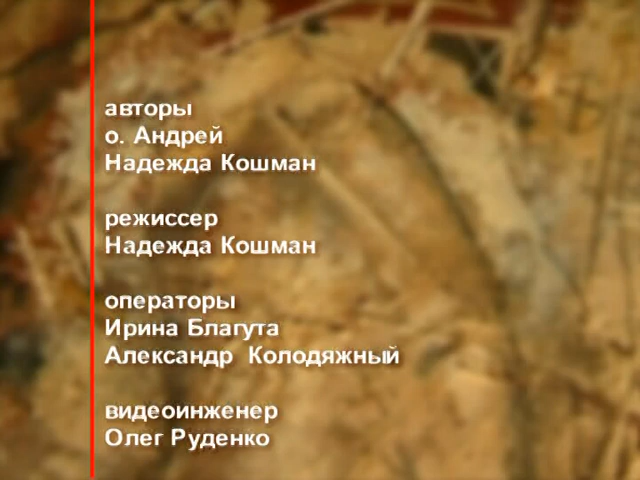 авторы
о. Андрей
Надежда Кошман
режиссер
Надежда Кошман
операторы
Ирина Благута
Александр Колодяжный
видеоинженер
Олег Руденко